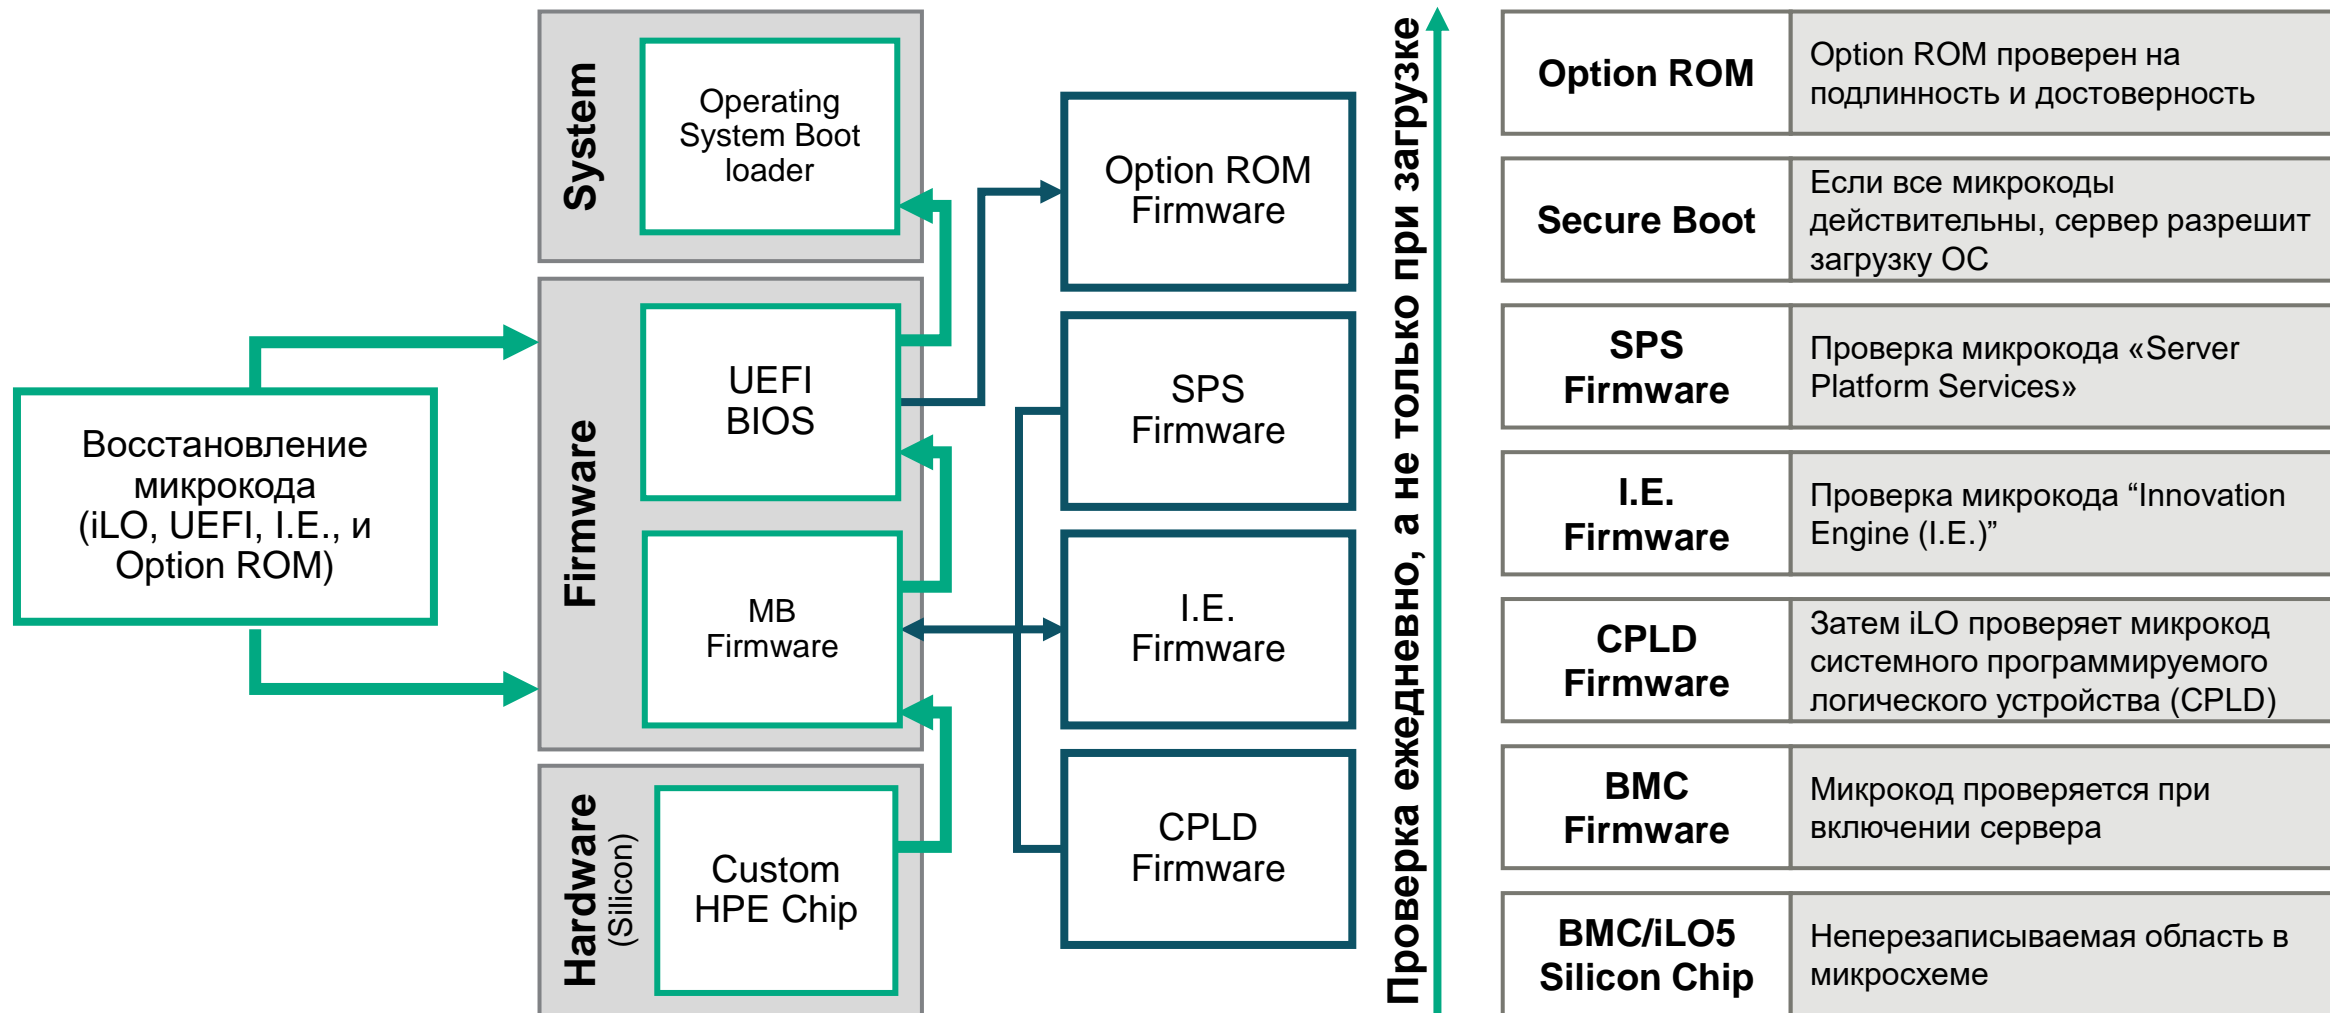 Восстановление
микрокода
(iLO, UEFI, I.E., и
Option ROM)
System
Operating
System Boot
loader
Firmware
UEFI
BIOS
MB
Firmware
Hardware
(Silicon)
Custom
HPE Chip
Option ROM
Firmware
SPS
Firmware
I.E.
Firmware
CPLD
Firmware
Проверка ежедневно, а не только при загрузке
Option ROM
Option ROM проверен на
подлинность и достоверность
Secure Boot
Если все микрокоды
действительны, сервер разрешит
загрузку ОС
SPS
Firmware
Проверка микрокода «Server
Platform Services»
I.E.
Firmware
Проверка микрокода “Innovation
Engine (I.E.)”
CPLD
Firmware
Затем iLO проверяет микрокод
системного программируемого
логического устройства (CPLD)
BMC
Firmware
Микрокод проверяется при
включении сервера
BMC/iLO5
Silicon Chip
Неперезаписываемая область в
микросхеме